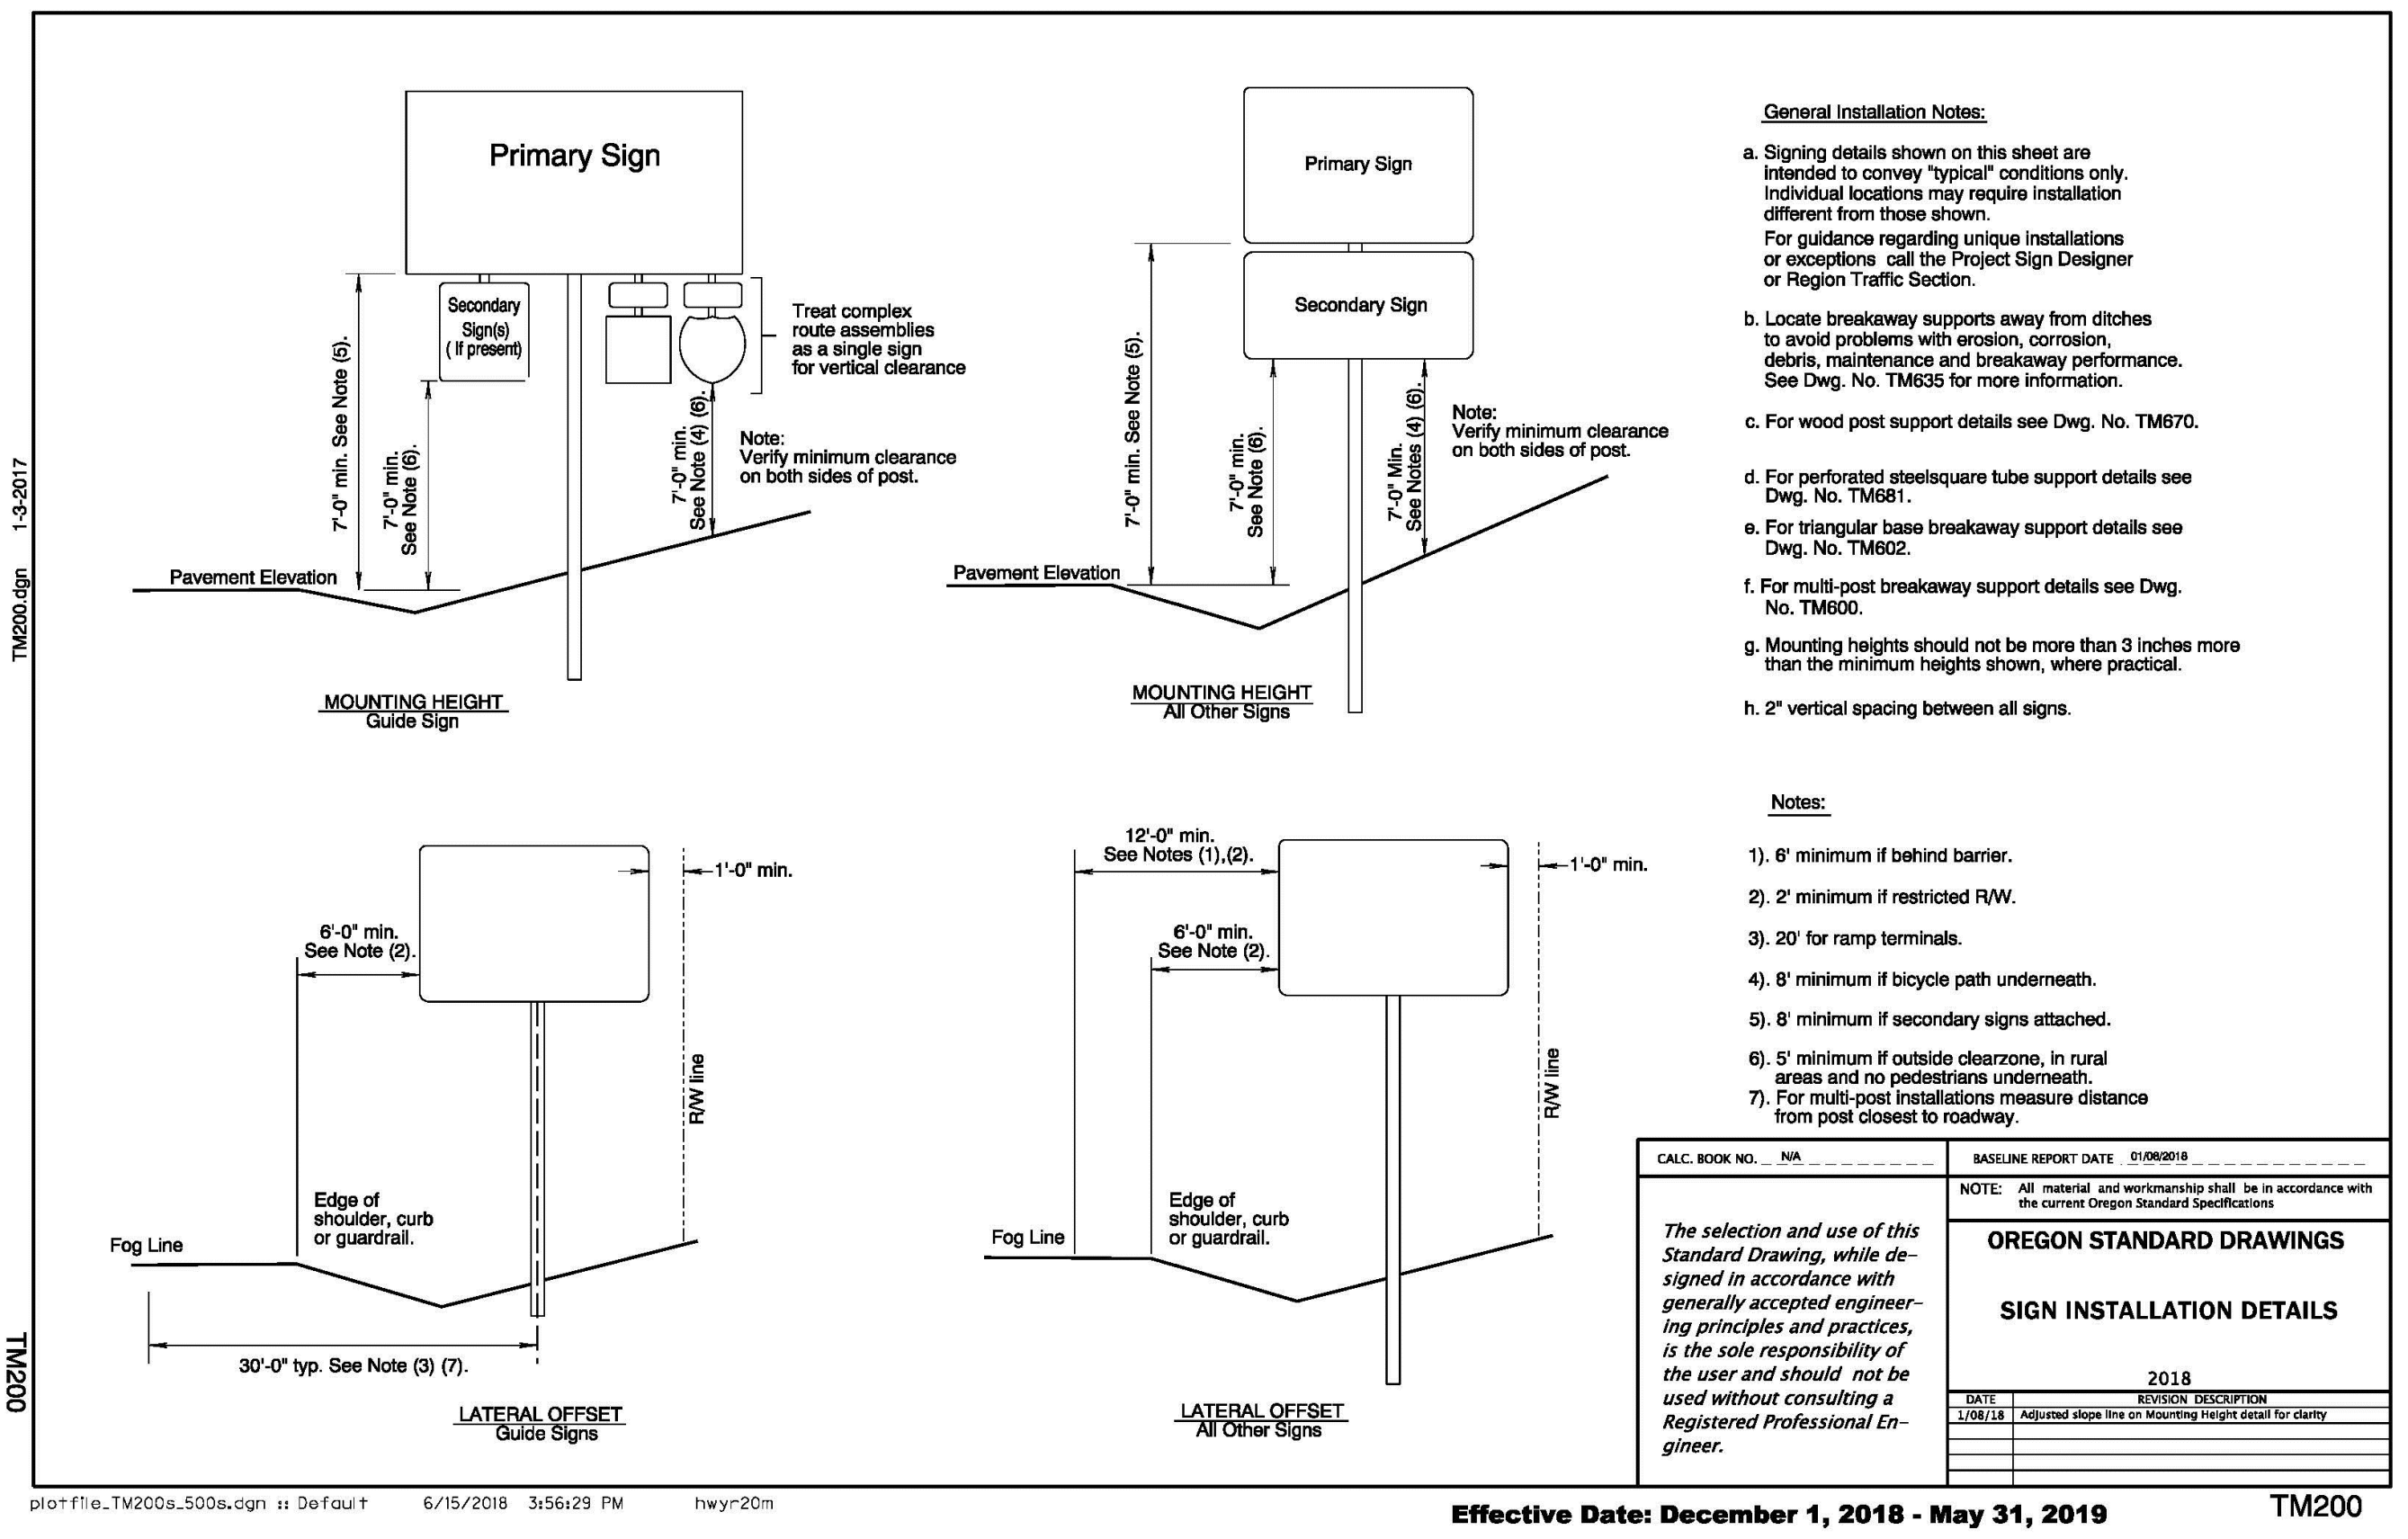 Primary Sign
Secondary
Sign(s)
( If present)
Treat complex
route assemblies
as a single sign
for vertical clearance
7'-0" min. See Note (5).
7'-0" min.
See Note (6).
7'-0" min.
See Note (4) (6).
Note:
Verify minimum clearance
on both sides of post.
Pavement Elevation
MOUNTING HEIGHT
Guide Sign
Primary Sign
Secondary Sign
7'-0" min. See Note (5).
7'-0" min.
See Note (6).
7'-0" Min.
See Notes (4) (6).
Note:
Verify minimum clearance
on both sides of post.
Pavement Elevation
MOUNTING HEIGHT
All Other Signs
General Installation Notes:
a. Signing details shown on this sheet are
intended to convey "typical" conditions only.
Individual locations may require installation
different from those shown.
For guidance regarding unique installations
or exceptions call the Project Sign Designer
or Region Traffic Section.
b. Locate breakaway supports away from ditches
to avoid problems with erosion, corrosion,
debris, maintenance and breakaway performance.
See Dwg. No. TM635 for more information.
c. For wood post support details see Dwg. No. TM670.
d. For perforated steelsquare tube support details see
Dwg. No. TM681.
e. For triangular base breakaway support details see
Dwg. No. TM602.
f. For multi-post breakaway support details see Dwg.
No. TM600.
g. Mounting heights should not be more than 3 inches more
than the minimum heights shown, where practical.
h. 2" vertical spacing between all signs.
1'-0" min.
6'-0" min.
See Note (2).
R/W line
Edge of
shoulder, curb
or guardrail.
Fog Line
30'-0" typ. See Note (3) (7).
LATERAL OFFSET
Guide Signs
12'-0" min.
See Notes (1),(2).
1'-0" min.
6'-0" min.
See Note (2).
R/W line
Edge of
shoulder, curb
or guardrail.
Fog Line
LATERAL OFFSET
All Other Signs
Notes:
1). 6' minimum if behind barrier.
2). 2' minimum if restricted R/W.
3). 20' for ramp terminals.
4). 8' minimum if bicycle path underneath.
5). 8' minimum if secondary signs attached.
6). 5' minimum if outside clearzone, in rural
areas and no pedestrians underneath.
7). For multi-post installations measure distance
from post closest to roadway.
CALC. BOOK NO. N/A
BASELINE REPORT DATE 01/08/2018
NOTE: All material and workmanship shall be in accordance with
the current Oregon Standard Specifications
The selection and use of this
Standard Drawing, while de-
signed in accordance with
generally accepted engineer-
ing principles and practices,
is the sole responsibility of
the user and should not be
used without consulting a
Registered Professional En-
gineer.
OREGON STANDARD DRAWINGS
SIGN INSTALLATION DETAILS
2018
DATE REVISION DESCRIPTION
1/08/18 Adjusted slope line on Mounting Height detail for clarity
TM200.dgn 1-3-2017
TM200
plotfile_TM200s_500s.dgn :: Default 6/15/2018 3:56:29 PM hwyr20m
Effective Date: December 1, 2018 - May 31, 2019
TM200